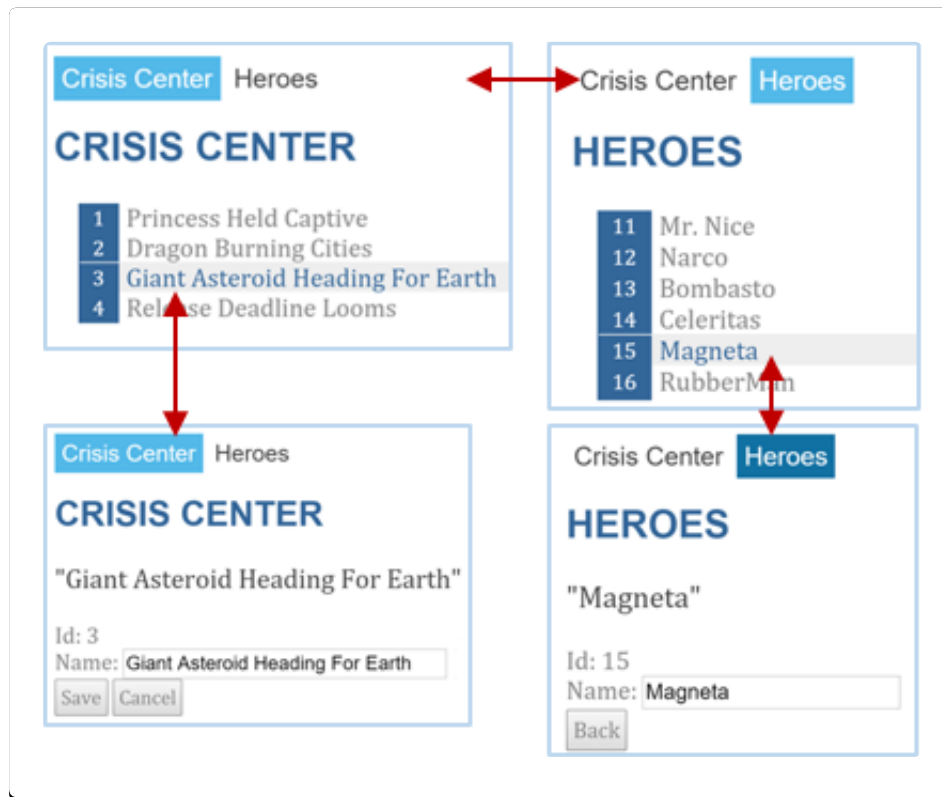 Crisis Center Heroes
CRISIS CENTER
1 Princess Held Captive
2 Dragon Burning Cities
3 Giant Asteroid Heading For Earth
4 Release Deadline Looms
Crisis Center Heroes
HEROES
11 Mr. Nice
12 Narco
13 Bombasto
14 Celeritas
15 Magneta
16 RubberMan
Crisis Center Heroes
CRISIS CENTER
"Giant Asteroid Heading For Earth"
Id: 3
Name: Giant Asteroid Heading For Earth
Save Cancel
Crisis Center Heroes
HEROES
"Magneta"
Id: 15
Name: Magneta
Back